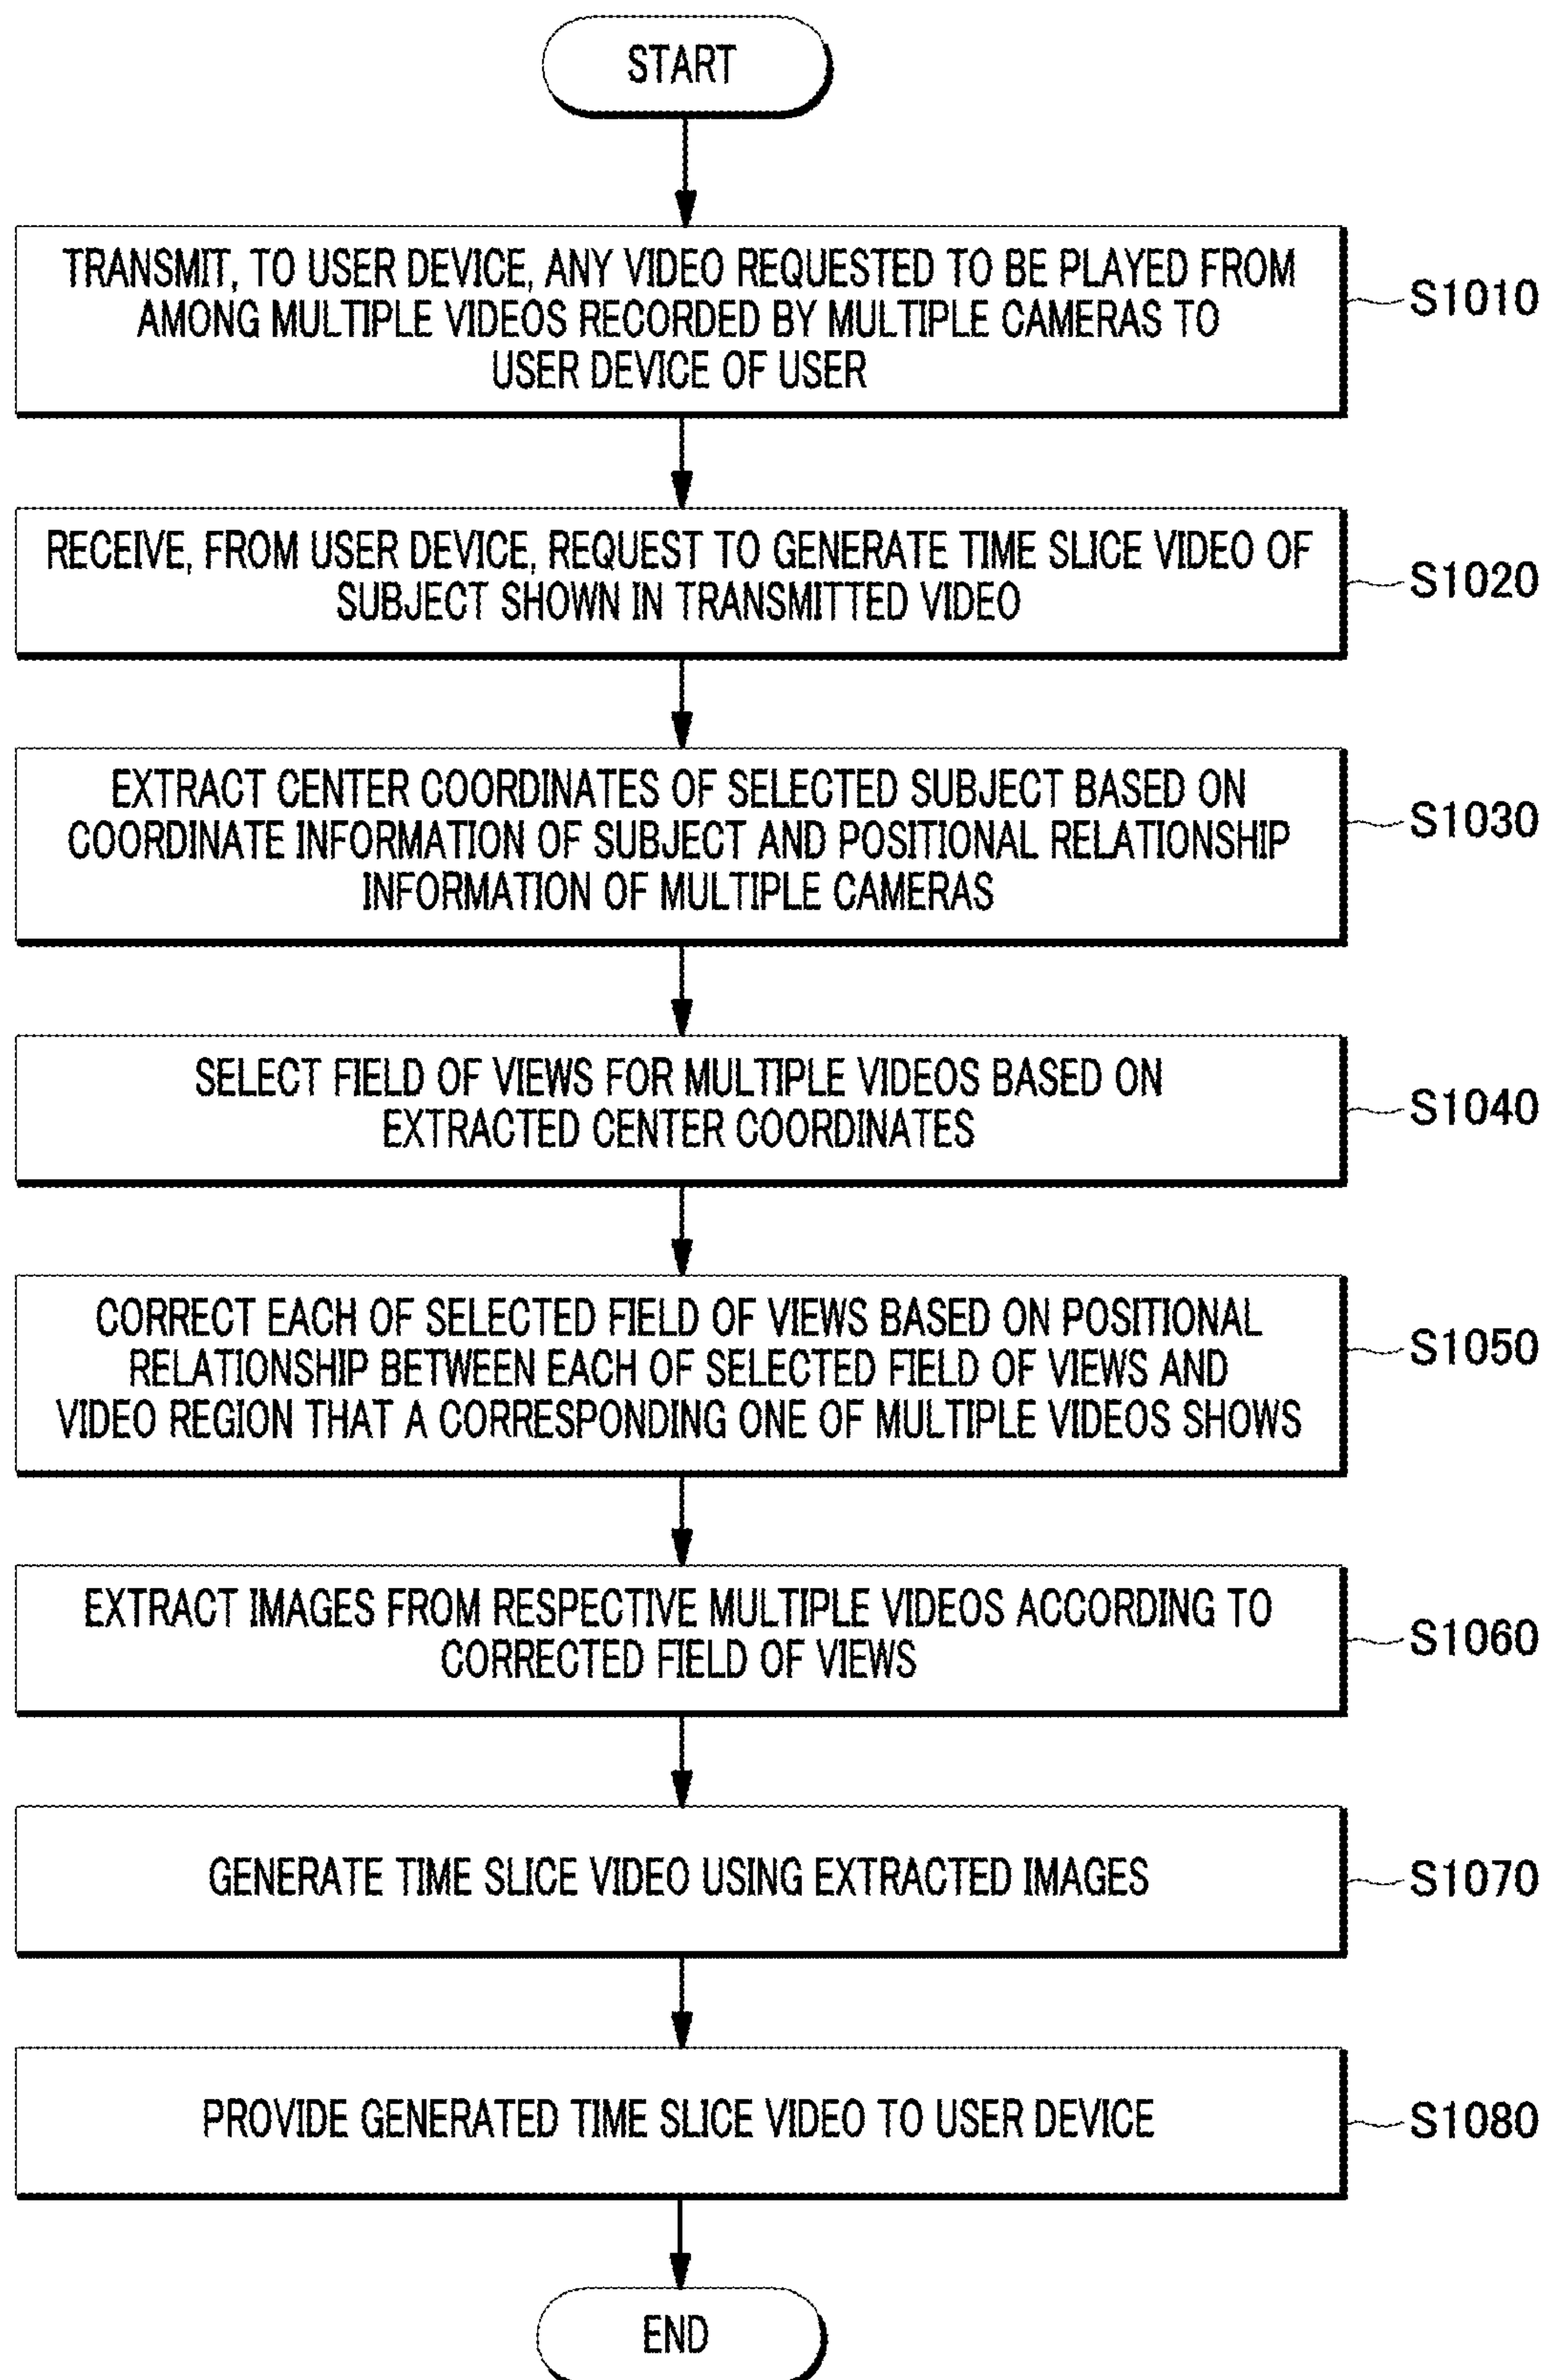 START
TRANSMIT, TO USER DEVICE, ANY VIDEO REQUESTED TO BE PLAYED FROM
AMONG MULTIPLE VIDEOS RECORDED BY MULTIPLE CAMERAS TO
USER DEVICE OF USER
S1010
RECEIVE, FROM USER DEVICE, REQUEST TO GENERATE TIME SLICE VIDEO OF
SUBJECT SHOWN IN TRANSMITTED VIDEO
S1020
EXTRACT CENTER COORDINATES OF SELECTED SUBJECT BASED ON
COORDINATE INFORMATION OF SUBJECT AND POSITIONAL RELATIONSHIP
INFORMATION OF MULTIPLE CAMERAS
S1030
SELECT FIELD OF VIEWS FOR MULTIPLE VIDEOS BASED ON
EXTRACTED CENTER COORDINATES
S1040
CORRECT EACH OF SELECTED FIELD OF VIEWS BASED ON POSITIONAL
RELATIONSHIP BETWEEN EACH OF SELECTED FIELD OF VIEWS AND
VIDEO REGION THAT A CORRESPONDING ONE OF MULTIPLE VIDEOS SHOWS
S1050
EXTRACT IMAGES FROM RESPECTIVE MULTIPLE VIDEOS ACCORDING TO
CORRECTED FIELD OF VIEWS
S1060
GENERATE TIME SLICE VIDEO USING EXTRACTED IMAGES
S1070
PROVIDE GENERATED TIME SLICE VIDEO TO USER DEVICE
S1080
END